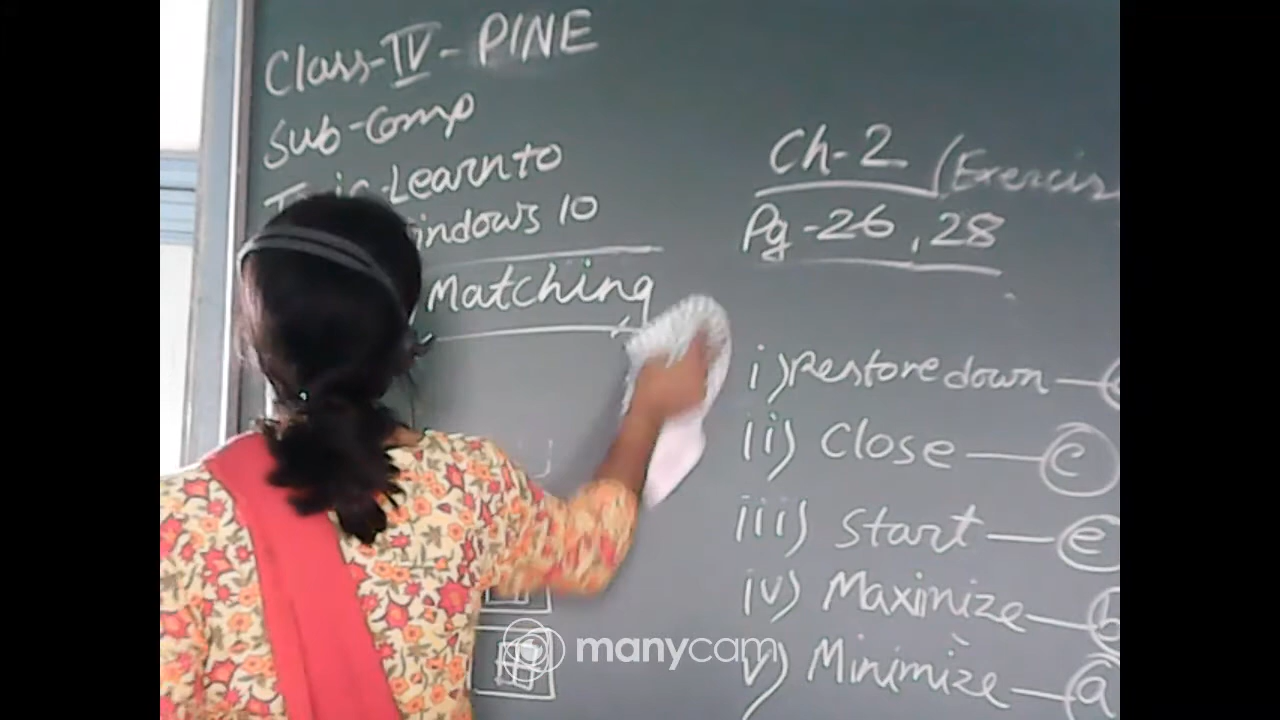 Class-IV-PINE
Sub-Comp
Topic-Learn to
Windows 10
Matching
Ch-2 (Exercis
Pg-26, 28
i) Restore down —
ii) Close — c
iii) Start — e
iv) Maximize — b
v) Minimize — a
manycam